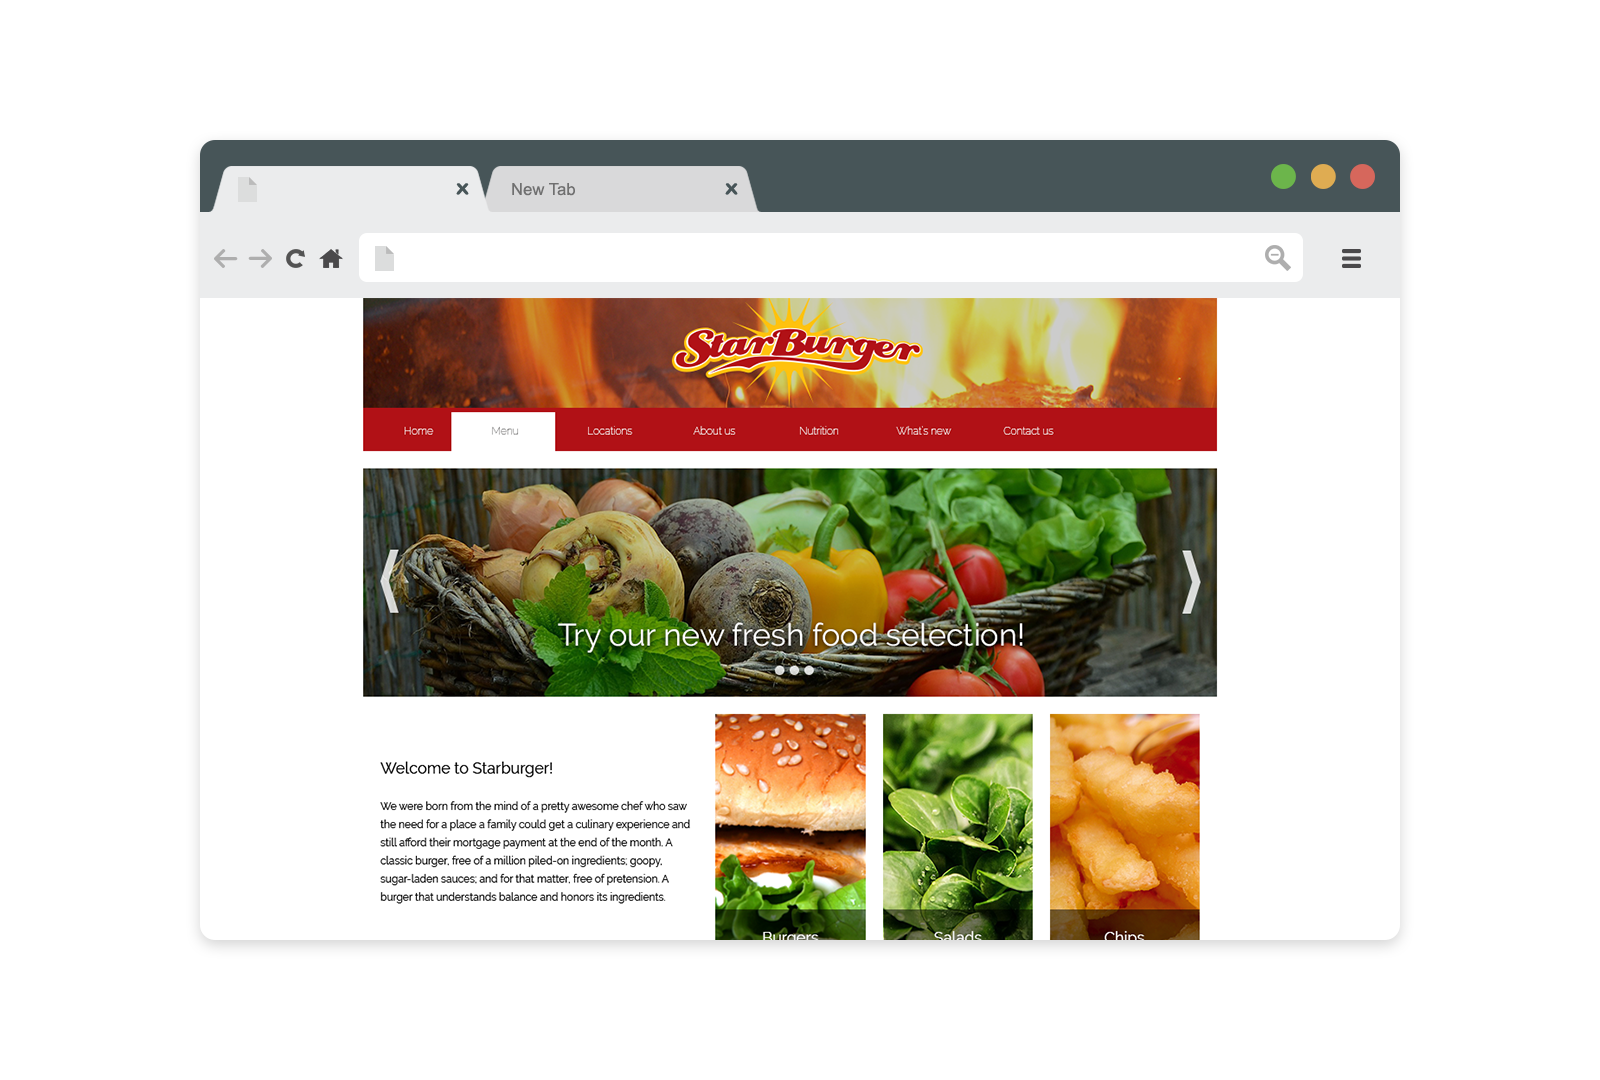 New Tab
StarBurger
Home Menu Locations About us Nutrition What's new Contact us
Try our new fresh food selection!
Welcome to Starburger!
We were born from the mind of a pretty awesome chef who saw
the need for a place a family could get a culinary experience and
still afford their mortgage payment at the end of the month. A
classic burger, free of a million piled-on ingredients; goopy,
sugar-laden sauces; and for that matter, free of pretension. A
burger that understands balance and honors its ingredients.
Burgers Salads Chips